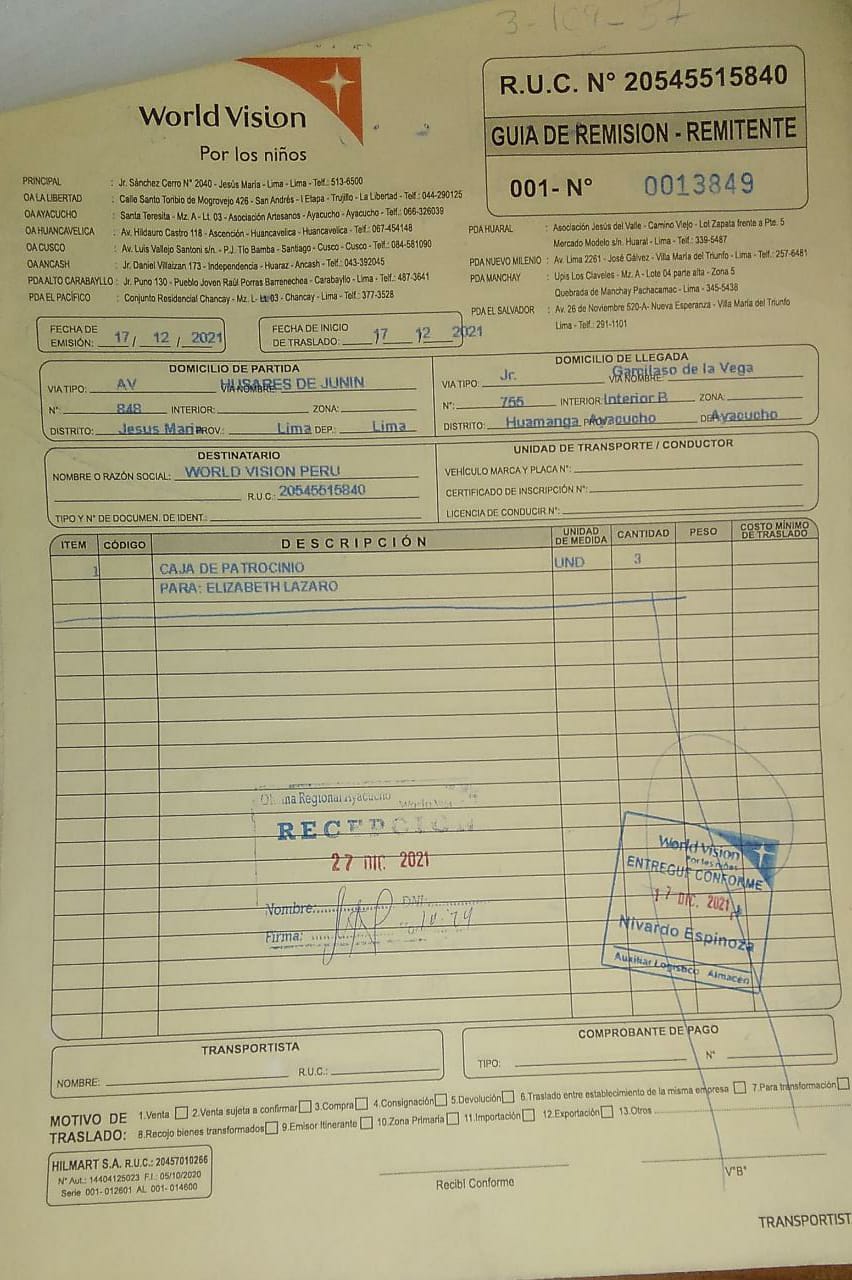 3-109-57
World Vision
Por los niños
R.U.C. N° 20545515840
GUIA DE REMISION - REMITENTE
001- N° 0013849
PRINCIPAL : Jr. Sánchez Cerro N° 2040 - Jesús María - Lima - Lima - Telf.: 513-6500
OA LA LIBERTAD : Calle Santo Toribio de Mogrovejo 426 - San Andrés - I Etapa - Trujillo - La Libertad - Telf.: 044-290125
OA AYACUCHO : Santa Teresita - Mz. A - Lt. 03 - Asociación Artesanos - Ayacucho - Ayacucho - Telf.: 066-326039
OA HUANCAVELICA : Av. Hildauro Castro 118 - Ascención - Huancavelica - Huancavelica - Telf.: 067-454148
OA CUSCO : Av. Luis Vallejo Santoni s/n. - P.J. Tío Bamba - Santiago - Cusco - Cusco - Telf.: 084-581090
OA ANCASH : Jr. Daniel Villaizan 173 - Independencia - Huaraz - Ancash - Telf.: 043-392045
PDA ALTO CARABAYLLO : Jr. Puno 130 - Pueblo Joven Raúl Porras Barrenechea - Carabayllo - Lima - Telf.: 487-3641
PDA EL PACÍFICO : Conjunto Residencial Chancay - Mz. L- Lt. 03 - Chancay - Lima - Telf.: 377-3528
PDA HUARAL : Asociación Jesús del Valle - Camino Viejo - Lol Zapata frente a Pte. 5
Mercado Modelo s/n. Huaral - Lima - Telf.: 339-5487
PDA NUEVO MILENIO : Av. Lima 2261 - José Gálvez - Villa María del Triunfo - Lima - Telf.: 257-6481
PDA MANCHAY : Upis Los Claveles - Mz. A - Lote 04 parte alta - Zona 5
Quebrada de Manchay Pachacamac - Lima - 345-5438
PDA EL SALVADOR : Av. 26 de Noviembre 520-A- Nueva Esperanza - Villa María del Triunfo
Lima - Telf.: 291-1101
FECHA DE EMISIÓN: 17 / 12 / 2021
FECHA DE INICIO DE TRASLADO: 17 12 2021
DOMICILIO DE PARTIDA
VIA TIPO: AV VIA NOMBRE: HUSARES DE JUNIN
N°: 848 INTERIOR: ZONA:
DISTRITO: Jesus Maria PROV.: Lima DEP.: Lima
DOMICILIO DE LLEGADA
VIA TIPO: Jr. VIA NOMBRE: Garcilaso de la Vega
N°: 755 INTERIOR: Interior B ZONA:
DISTRITO: Huamanga Ayacucho Ayacucho
DESTINATARIO
NOMBRE O RAZÓN SOCIAL: WORLD VISION PERU
R.U.C.: 20545515840
TIPO Y N° DE DOCUMEN. DE IDENT.:
UNIDAD DE TRANSPORTE / CONDUCTOR
VEHÍCULO MARCA Y PLACA N°:
CERTIFICADO DE INSCRIPCIÓN N°:
LICENCIA DE CONDUCIR N°:
ITEM CÓDIGO DESCRIPCIÓN UNIDAD DE MEDIDA CANTIDAD PESO COSTO MÍNIMO DE TRASLADO
1 CAJA DE PATROCINIO UND 3
PARA: ELIZABETH LAZARO
Oficina Regional Ayacucho World Vision
RECEPCION
27 DIC. 2021
Nombre: DNI:
Firma:
World Vision
Por los niños
ENTREGUE CONFORME
17 DIC. 2021
Nivardo Espinoza
Auxiliar Logístico Almacén
TRANSPORTISTA
NOMBRE: R.U.C.:
COMPROBANTE DE PAGO
TIPO: N°
MOTIVO DE TRASLADO: 1.Venta 2.Venta sujeta a confirmar 3.Compra 4.Consignación 5.Devolución 6.Traslado entre establecimiento de la misma empresa 7.Para transformación
8.Recojo bienes transformados 9.Emisor Itinerante 10.Zona Primaria 11.Importación 12.Exportación 13.Otros
HILMART S.A. R.U.C.: 20457010266
N° Aut.: 14404125023 F.I.: 05/10/2020
Serie 001- 012601 AL 001- 014600
Recibí Conforme
V°B°
TRANSPORTIST